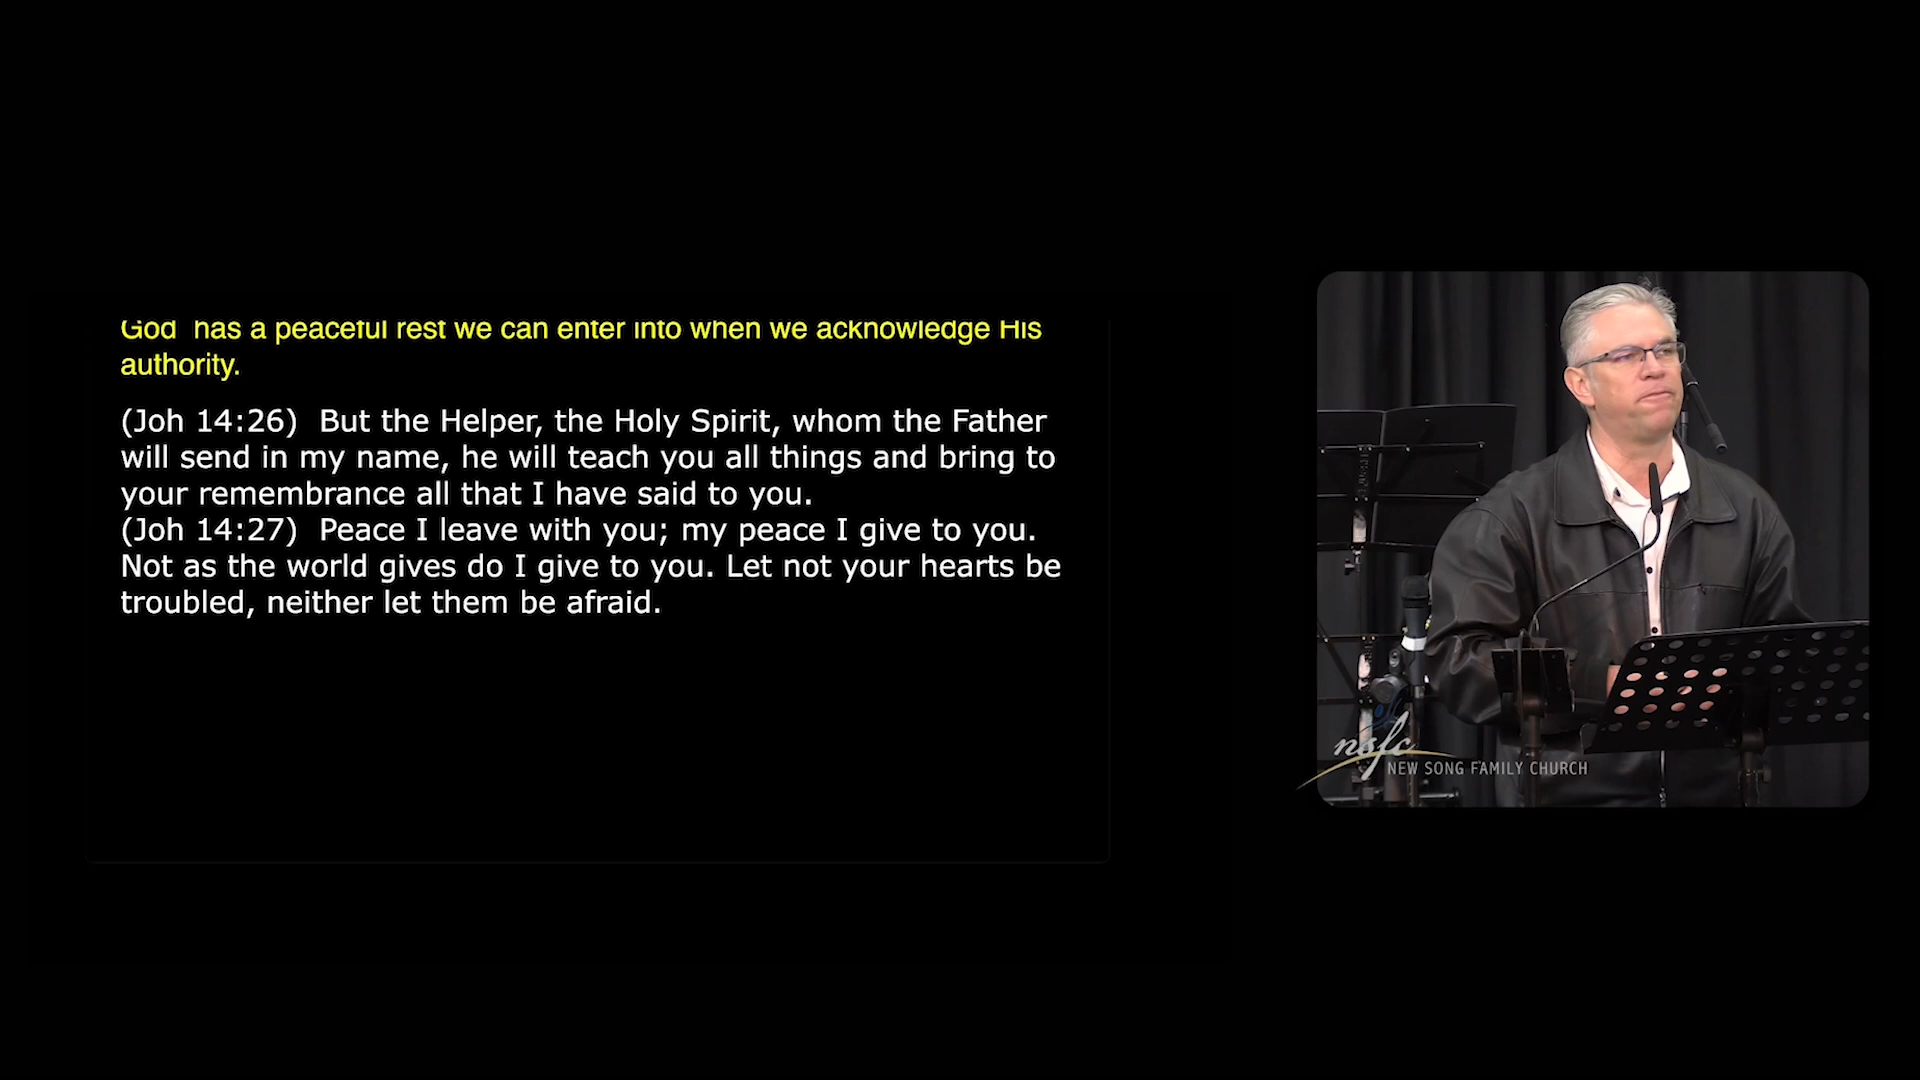 God  has a peaceful rest we can enter into when we acknowledge His
authority.
(Joh 14:26)  But the Helper, the Holy Spirit, whom the Father
will send in my name, he will teach you all things and bring to
your remembrance all that I have said to you.
(Joh 14:27)  Peace I leave with you; my peace I give to you.
Not as the world gives do I give to you. Let not your hearts be
troubled, neither let them be afraid.
nsfc
NEW SONG FAMILY CHURCH